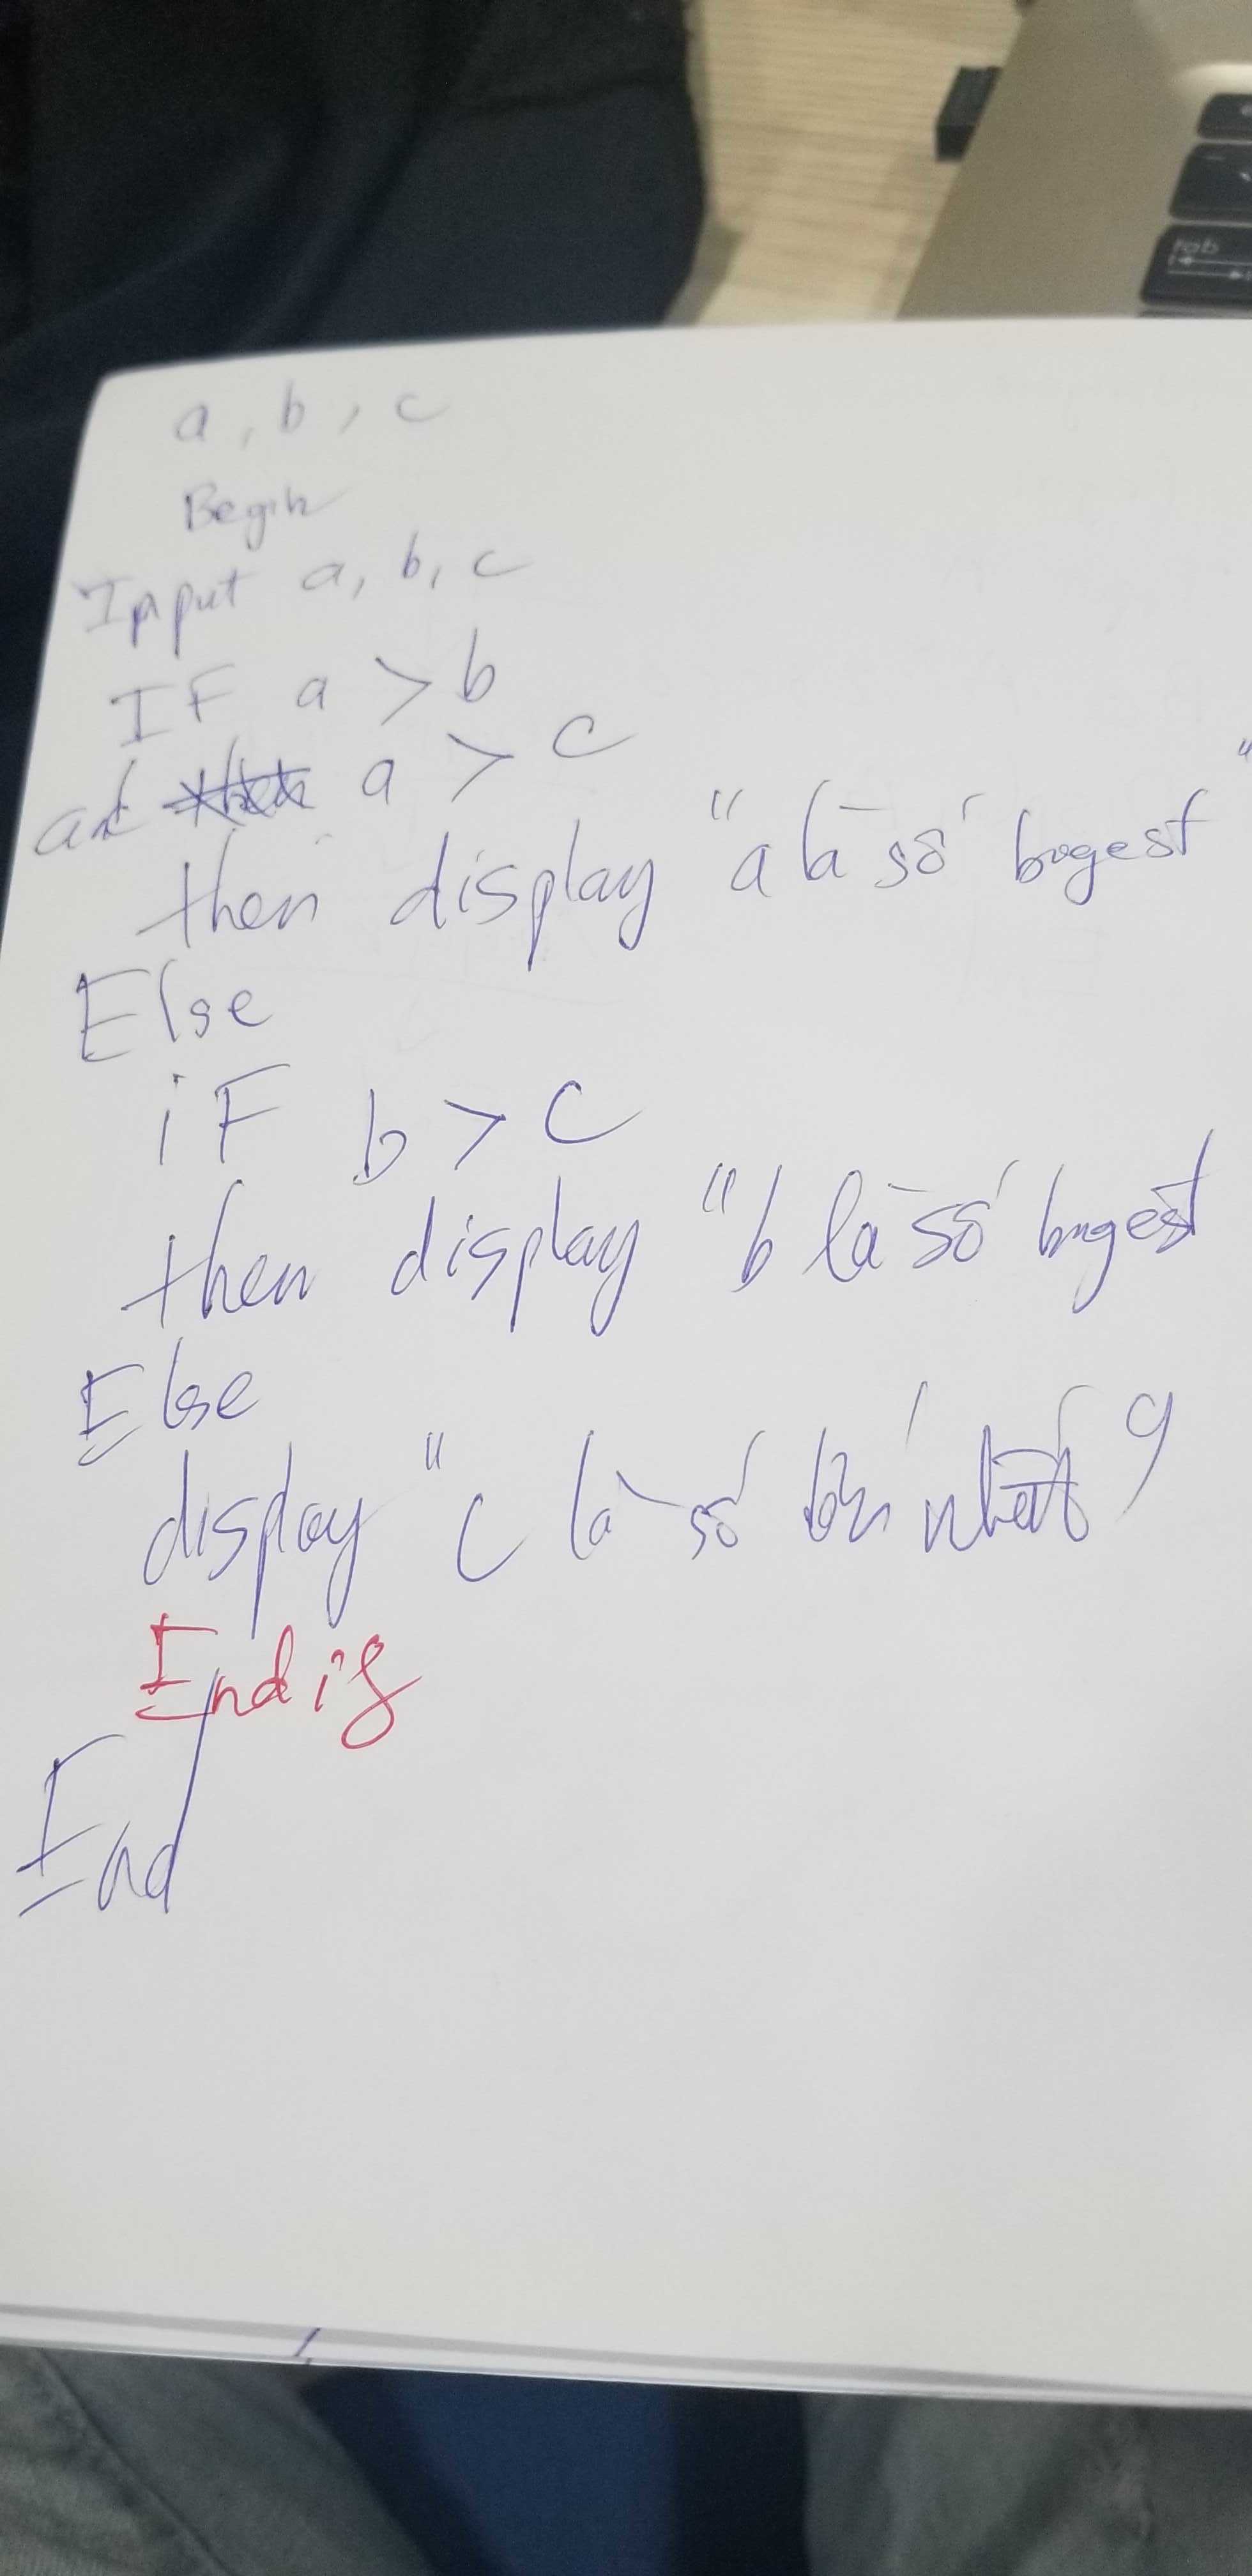 tab
a, b, c
Begin
Input a, b, c
IF a > b
and a > c
then display "a là số bigest"
Else
iF b > c
then display "b là số bigest
Else
display "c là số lớn nhất"
End if
End